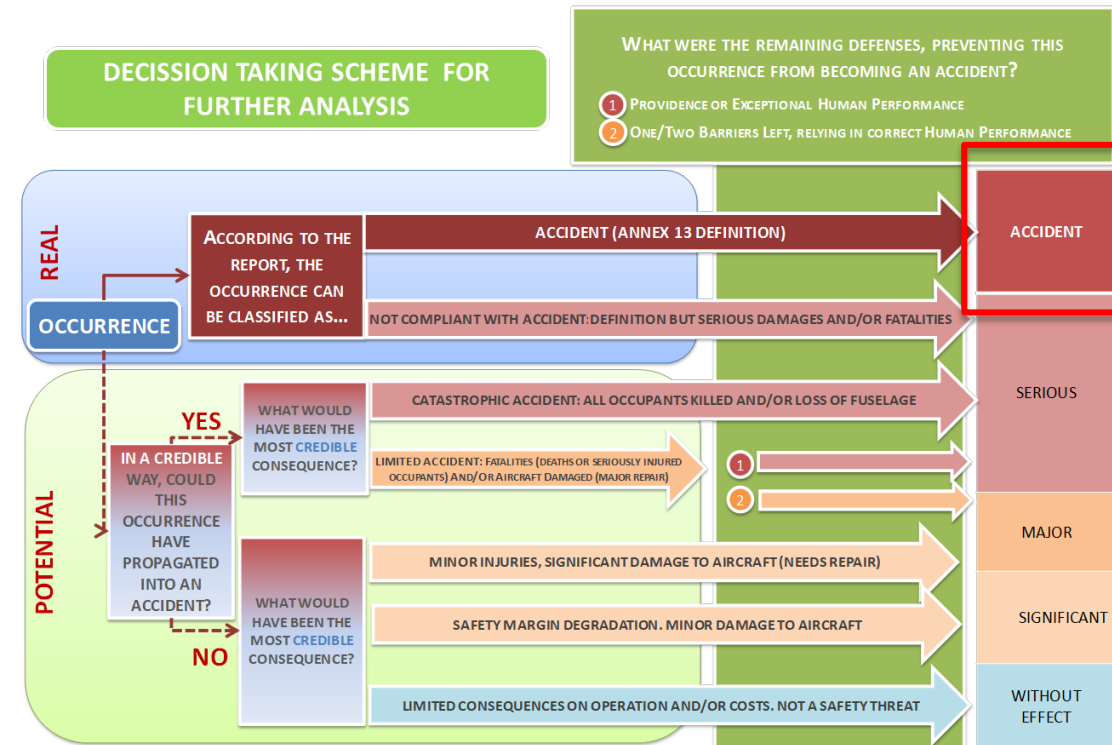 DECISSION TAKING SCHEME FOR
FURTHER ANALYSIS
WHAT WERE THE REMAINING DEFENSES, PREVENTING THIS
OCCURRENCE FROM BECOMING AN ACCIDENT?
1 PROVIDENCE OR EXCEPTIONAL HUMAN PERFORMANCE
2 ONE/TWO BARRIERS LEFT, RELYING IN CORRECT HUMAN PERFORMANCE
REAL
OCCURRENCE
ACCORDING TO THE
REPORT, THE
OCCURRENCE CAN
BE CLASSIFIED AS...
ACCIDENT (ANNEX 13 DEFINITION)
ACCIDENT
NOT COMPLIANT WITH ACCIDENT:DEFINITION BUT SERIOUS DAMAGES AND/OR FATALITIES
POTENTIAL
IN A CREDIBLE
WAY, COULD
THIS
OCCURRENCE
HAVE
PROPAGATED
INTO AN
ACCIDENT?
YES
WHAT WOULD
HAVE BEEN THE
MOST CREDIBLE
CONSEQUENCE?
CATASTROPHIC ACCIDENT: ALL OCCUPANTS KILLED AND/OR LOSS OF FUSELAGE
SERIOUS
LIMITED ACCIDENT: FATALITIES (DEATHS OR SERIOUSLY INJURED
OCCUPANTS) AND/OR AIRCRAFT DAMAGED (MAJOR REPAIR)
1
2
MAJOR
NO
WHAT WOULD
HAVE BEEN THE
MOST CREDIBLE
CONSEQUENCE?
MINOR INJURIES, SIGNIFICANT DAMAGE TO AIRCRAFT (NEEDS REPAIR)
SAFETY MARGIN DEGRADATION. MINOR DAMAGE TO AIRCRAFT
SIGNIFICANT
LIMITED CONSEQUENCES ON OPERATION AND/OR COSTS. NOT A SAFETY THREAT
WITHOUT
EFFECT